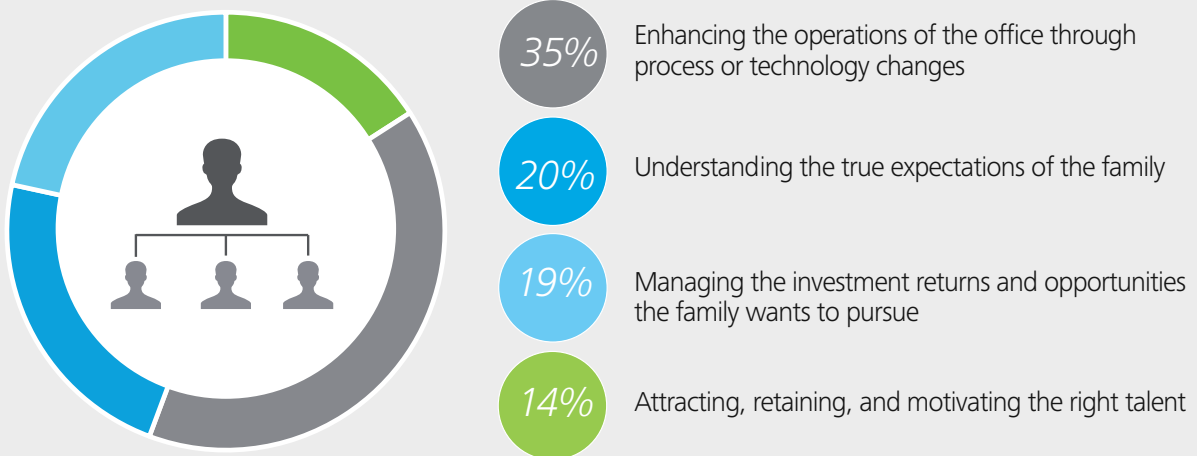 35%
Enhancing the operations of the office through
process or technology changes
20%
Understanding the true expectations of the family
19%
Managing the investment returns and opportunities
the family wants to pursue
14%
Attracting, retaining, and motivating the right talent